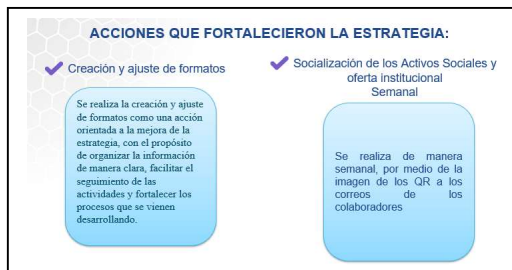 ACCIONES QUE FORTALECIERON LA ESTRATEGIA:
Creación y ajuste de formatos
Se realiza la creación y ajuste
de formatos como una acción
orientada a la mejora de la
estrategia, con el propósito
de organizar la información
de manera clara, facilitar el
seguimiento de las
actividades y fortalecer los
procesos que se vienen
desarrollando.
Socialización de los Activos Sociales y
oferta institucional
Semanal
Se realiza de manera
semanal, por medio de la
imagen de los QR a los
correos de los
colaboradores